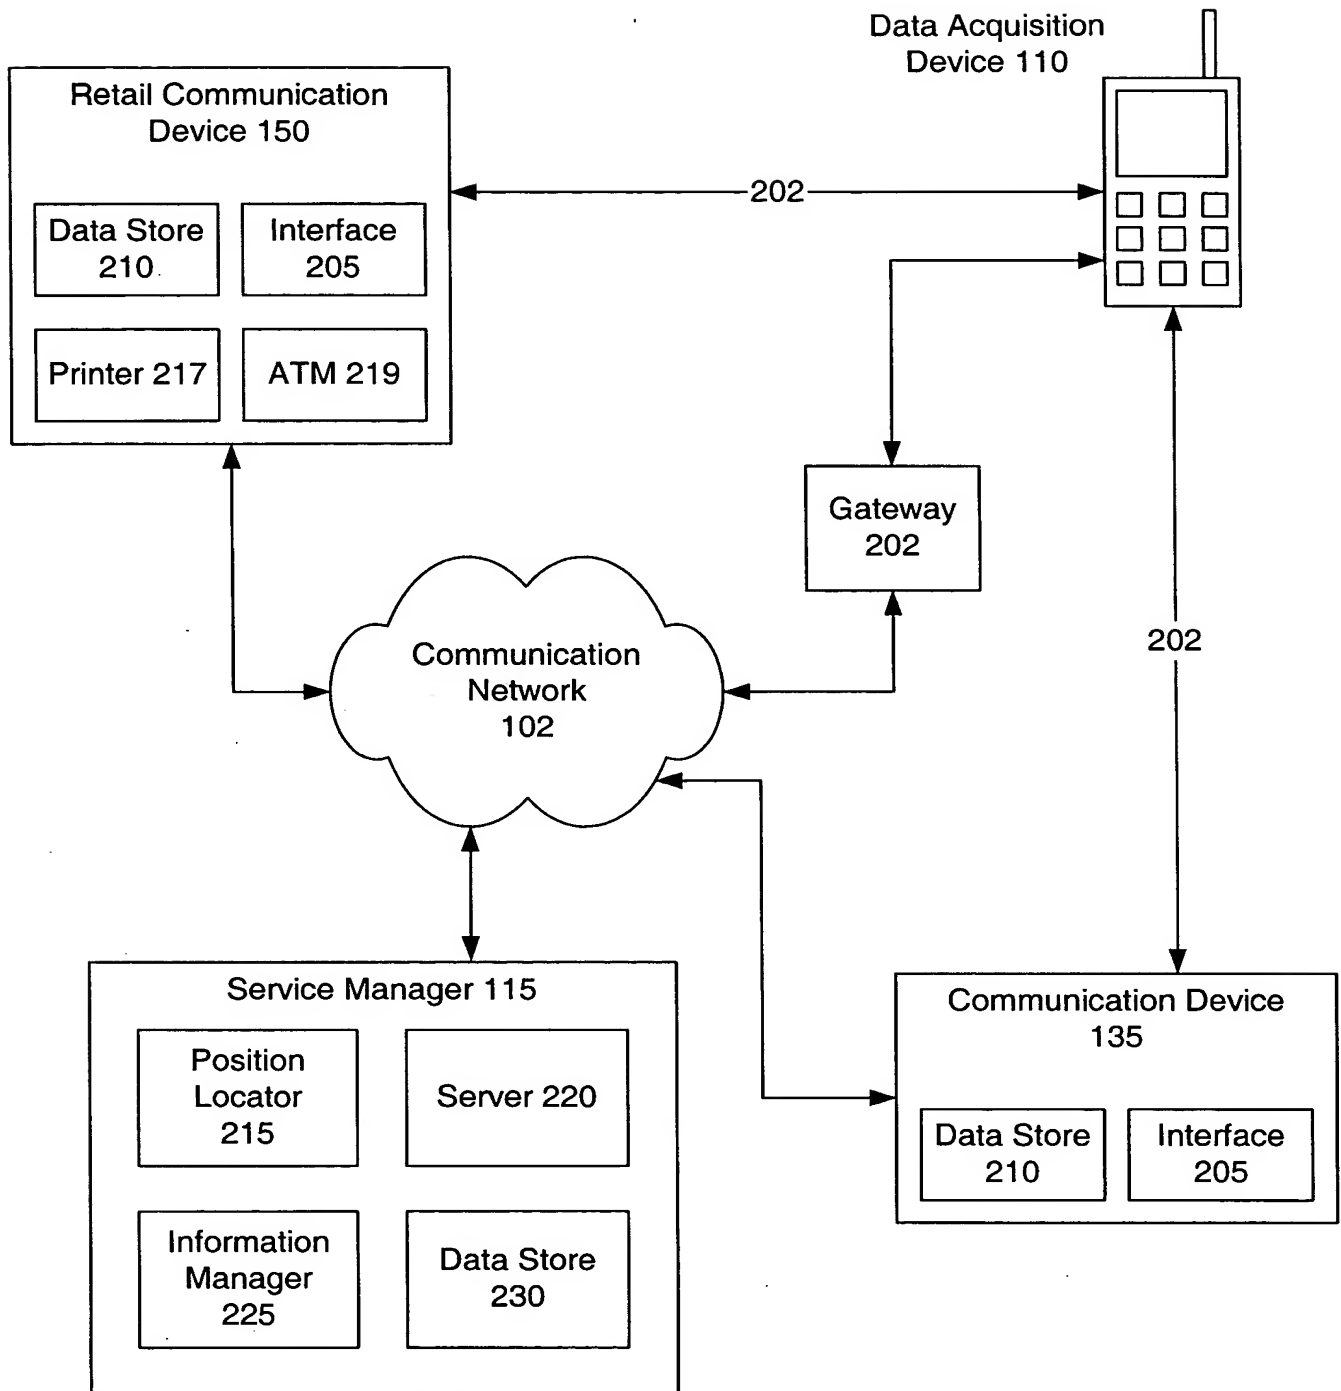 Data Acquisition
Device 110
Retail Communication
Device 150
202
Data Store
210
Interface
205
Printer 217
ATM 219
Gateway
202
202
Communication
Network
102
Service Manager 115
Position
Locator
215
Server 220
Information
Manager
225
Data Store
230
Communication Device
135
Data Store
210
Interface
205